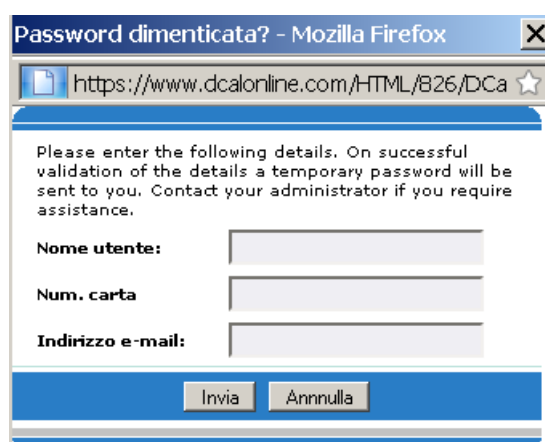 Password dimenticata? - Mozilla Firefox
https://www.dcalonline.com/HTML/826/DCa
Please enter the following details. On successful
validation of the details a temporary password will be
sent to you. Contact your administrator if you require
assistance.
Nome utente:
Num. carta
Indirizzo e-mail:
Invia Annnulla